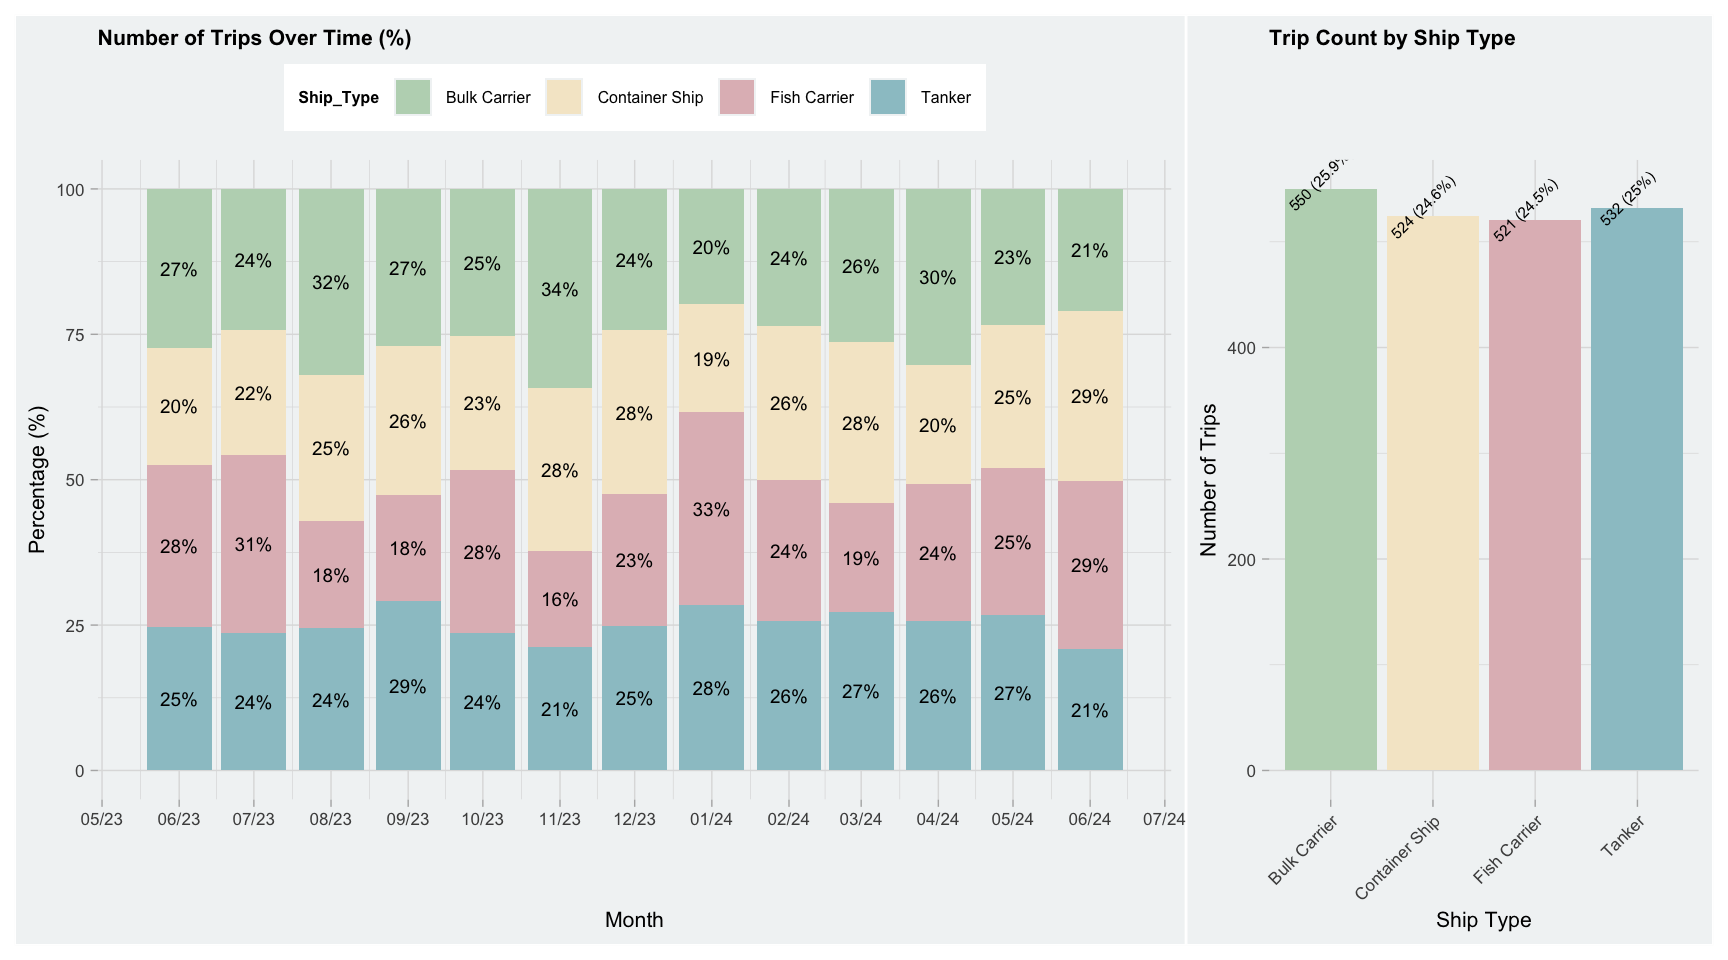 Number of Trips Over Time (%)
Ship_Type Bulk Carrier Container Ship Fish Carrier Tanker
Percentage (%)
100
75
50
25
0
27% 24% 32% 27% 25% 34% 24% 20% 24% 26% 30% 23% 21%
20% 22% 25% 26% 23% 28% 28% 19% 26% 28% 20% 25% 29%
28% 31% 18% 18% 28% 16% 23% 33% 24% 19% 24% 25% 29%
25% 24% 24% 29% 24% 21% 25% 28% 26% 27% 26% 27% 21%
05/23 06/23 07/23 08/23 09/23 10/23 11/23 12/23 01/24 02/24 03/24 04/24 05/24 06/24 07/24
Month
Trip Count by Ship Type
Number of Trips
400
200
0
550 (25.9%
524 (24.6%)
521 (24.5%)
532 (25%)
Bulk Carrier
Container Ship
Fish Carrier
Tanker
Ship Type